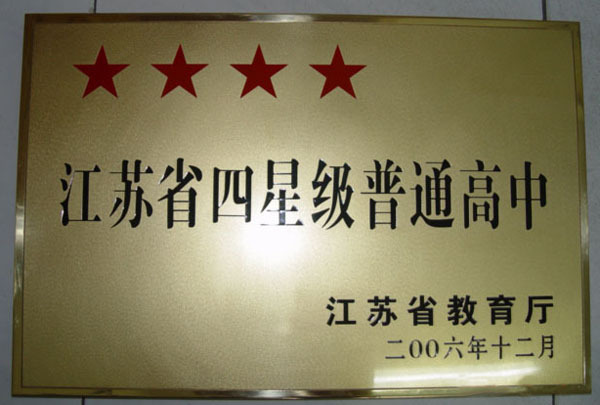 江苏省四星级普通高中
江苏省教育厅
二00六年十二月